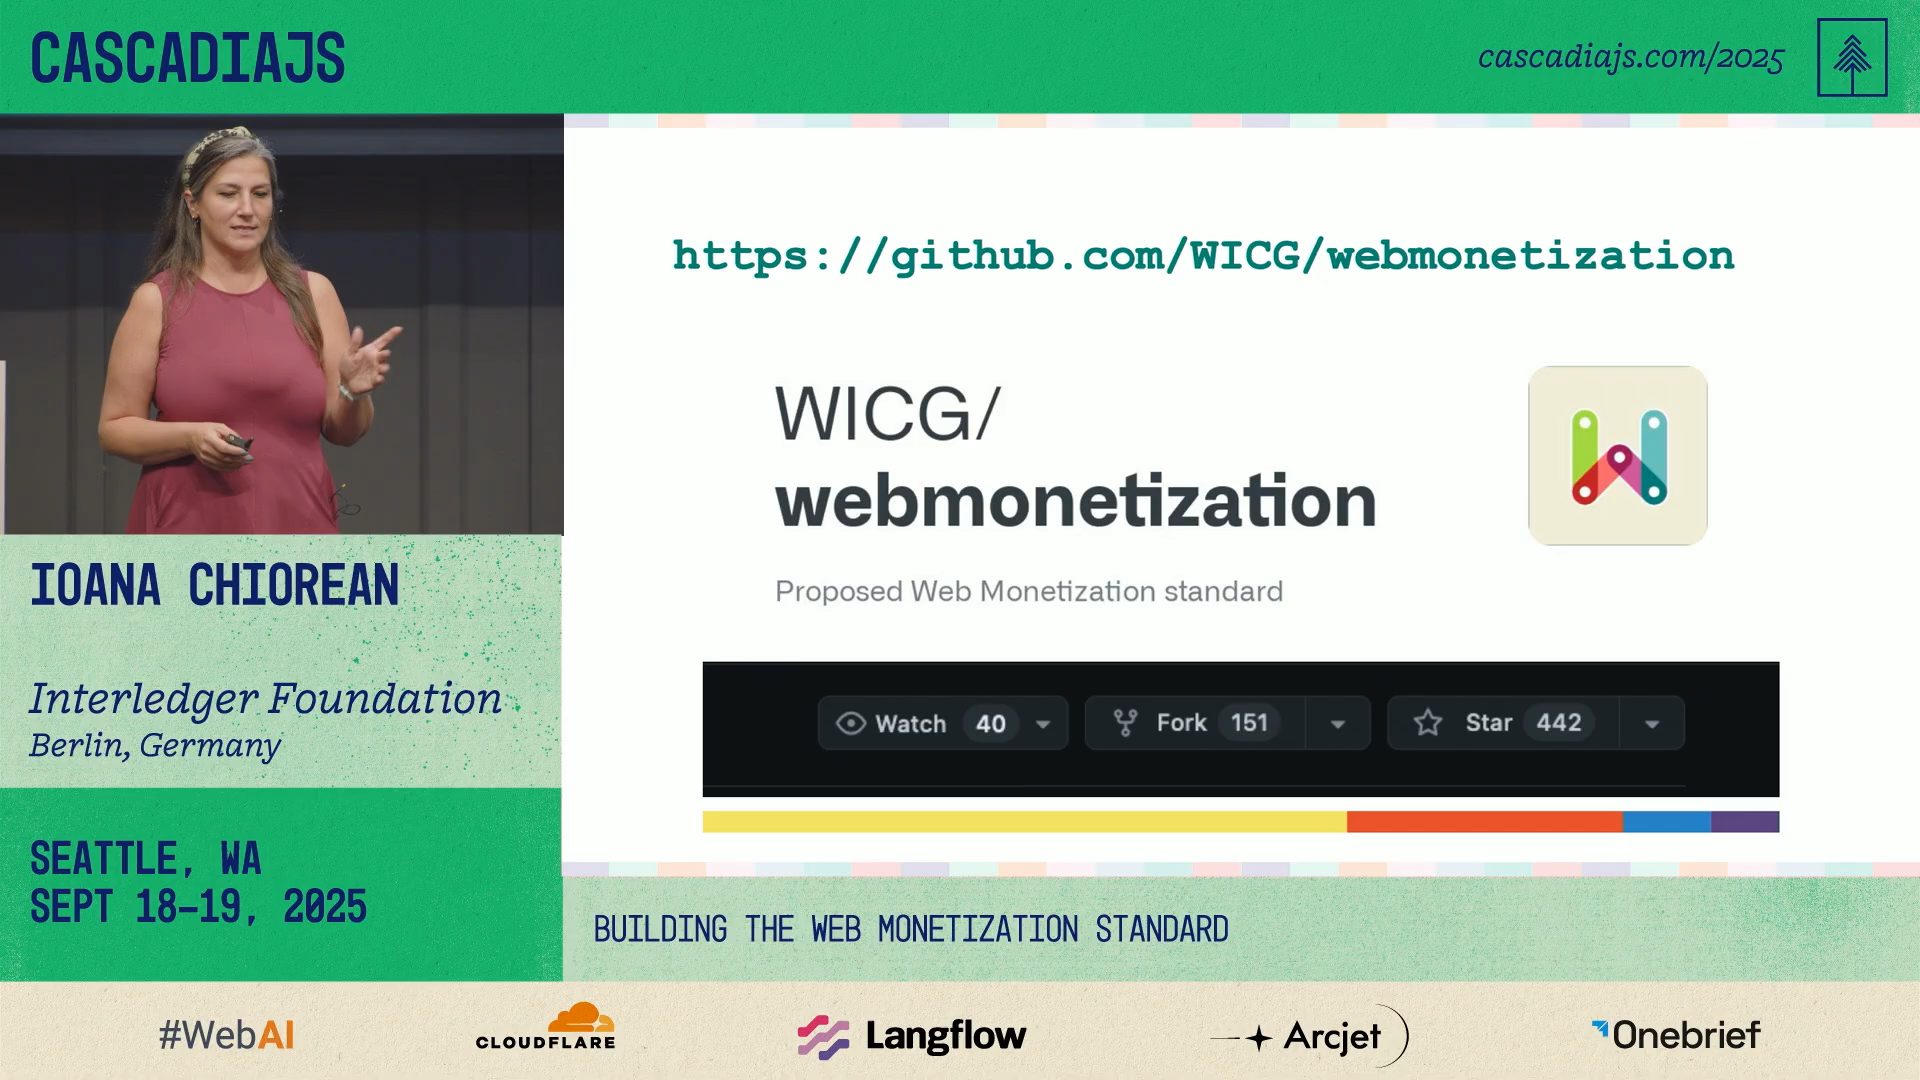 CASCADIAJS
cascadiajs.com/2025
https://github.com/WICG/webmonetization
WICG/
webmonetization
Proposed Web Monetization standard
Watch 40
Fork 151
Star 442
IOANA CHIOREAN
Interledger Foundation
Berlin, Germany
SEATTLE, WA
SEPT 18–19, 2025
BUILDING THE WEB MONETIZATION STANDARD
#WebAI
CLOUDFLARE
Langflow
Arcjet
Onebrief